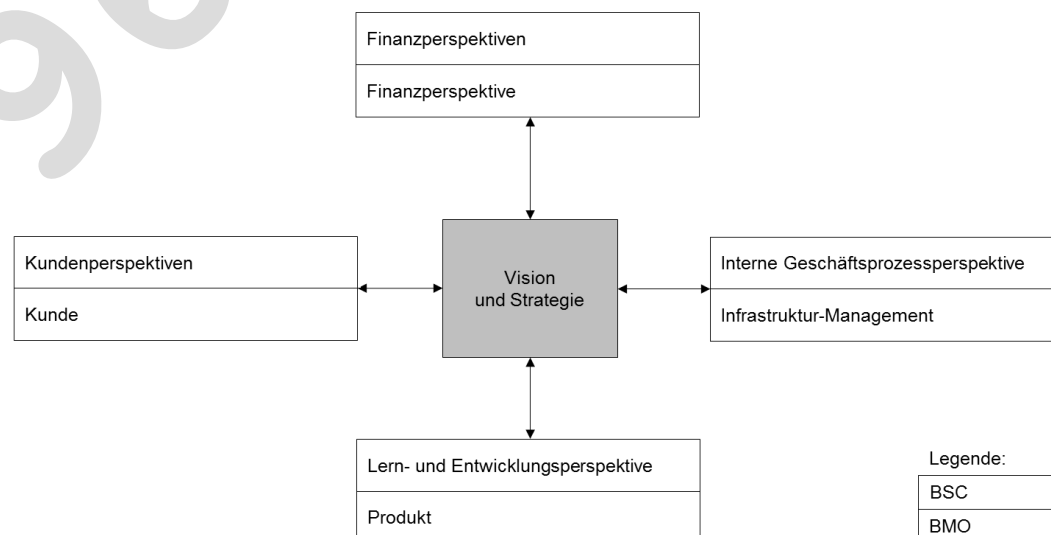 Finanzperspektiven
Finanzperspektive
Kundenperspektiven
Kunde
Vision
und Strategie
Interne Geschäftsprozessperspektive
Infrastruktur-Management
Lern- und Entwicklungsperspektive
Produkt
Legende:
BSC
BMO